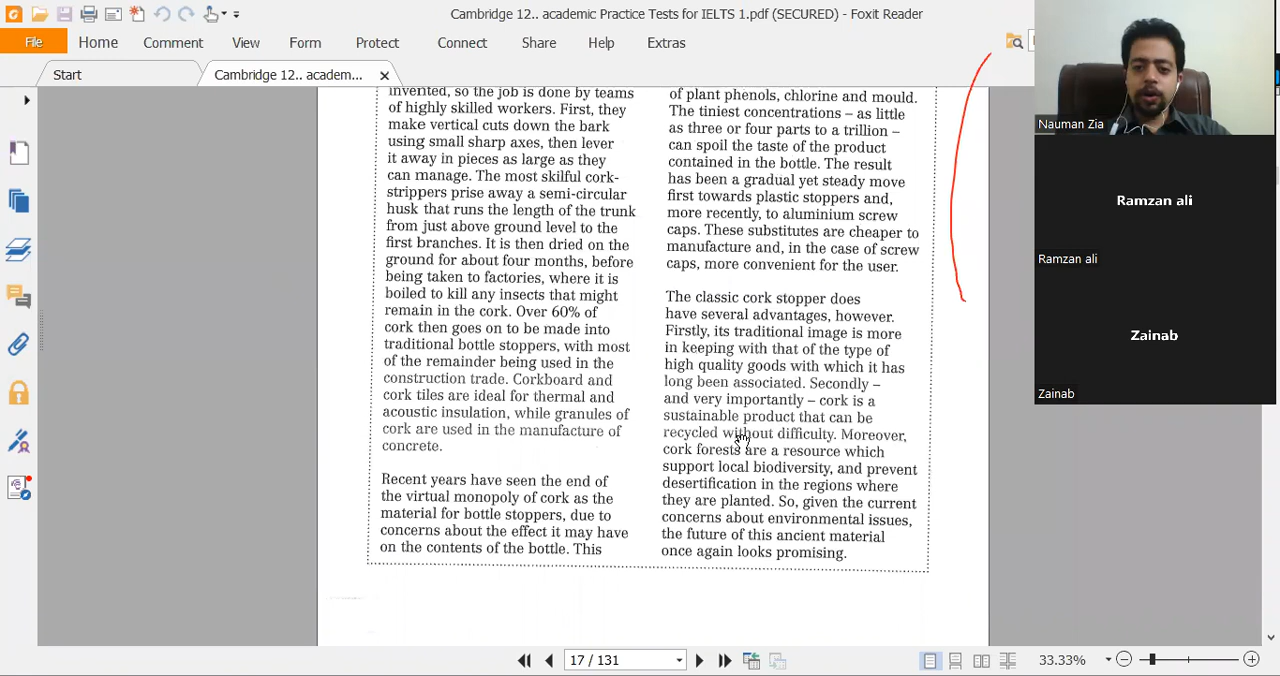 Cambridge 12.. academic Practice Tests for IELTS 1.pdf (SECURED) - Foxit Reader
File Home Comment View Form Protect Connect Share Help Extras
Start Cambridge 12.. academ...
invented, so the job is done by teams
of highly skilled workers. First, they
make vertical cuts down the bark
using small sharp axes, then lever
it away in pieces as large as they
can manage. The most skilful cork-
strippers prise away a semi-circular
husk that runs the length of the trunk
from just above ground level to the
first branches. It is then dried on the
ground for about four months, before
being taken to factories, where it is
boiled to kill any insects that might
remain in the cork. Over 60% of
cork then goes on to be made into
traditional bottle stoppers, with most
of the remainder being used in the
construction trade. Corkboard and
cork tiles are ideal for thermal and
acoustic insulation, while granules of
cork are used in the manufacture of
concrete.
Recent years have seen the end of
the virtual monopoly of cork as the
material for bottle stoppers, due to
concerns about the effect it may have
on the contents of the bottle. This
of plant phenols, chlorine and mould.
The tiniest concentrations – as little
as three or four parts to a trillion –
can spoil the taste of the product
contained in the bottle. The result
has been a gradual yet steady move
first towards plastic stoppers and,
more recently, to aluminium screw
caps. These substitutes are cheaper to
manufacture and, in the case of screw
caps, more convenient for the user.
The classic cork stopper does
have several advantages, however.
Firstly, its traditional image is more
in keeping with that of the type of
high quality goods with which it has
long been associated. Secondly –
and very importantly – cork is a
sustainable product that can be
recycled without difficulty. Moreover,
cork forests are a resource which
support local biodiversity, and prevent
desertification in the regions where
they are planted. So, given the current
concerns about environmental issues,
the future of this ancient material
once again looks promising.
Nauman Zia
Ramzan ali
Ramzan ali
Zainab
Zainab
17 / 131
33.33%